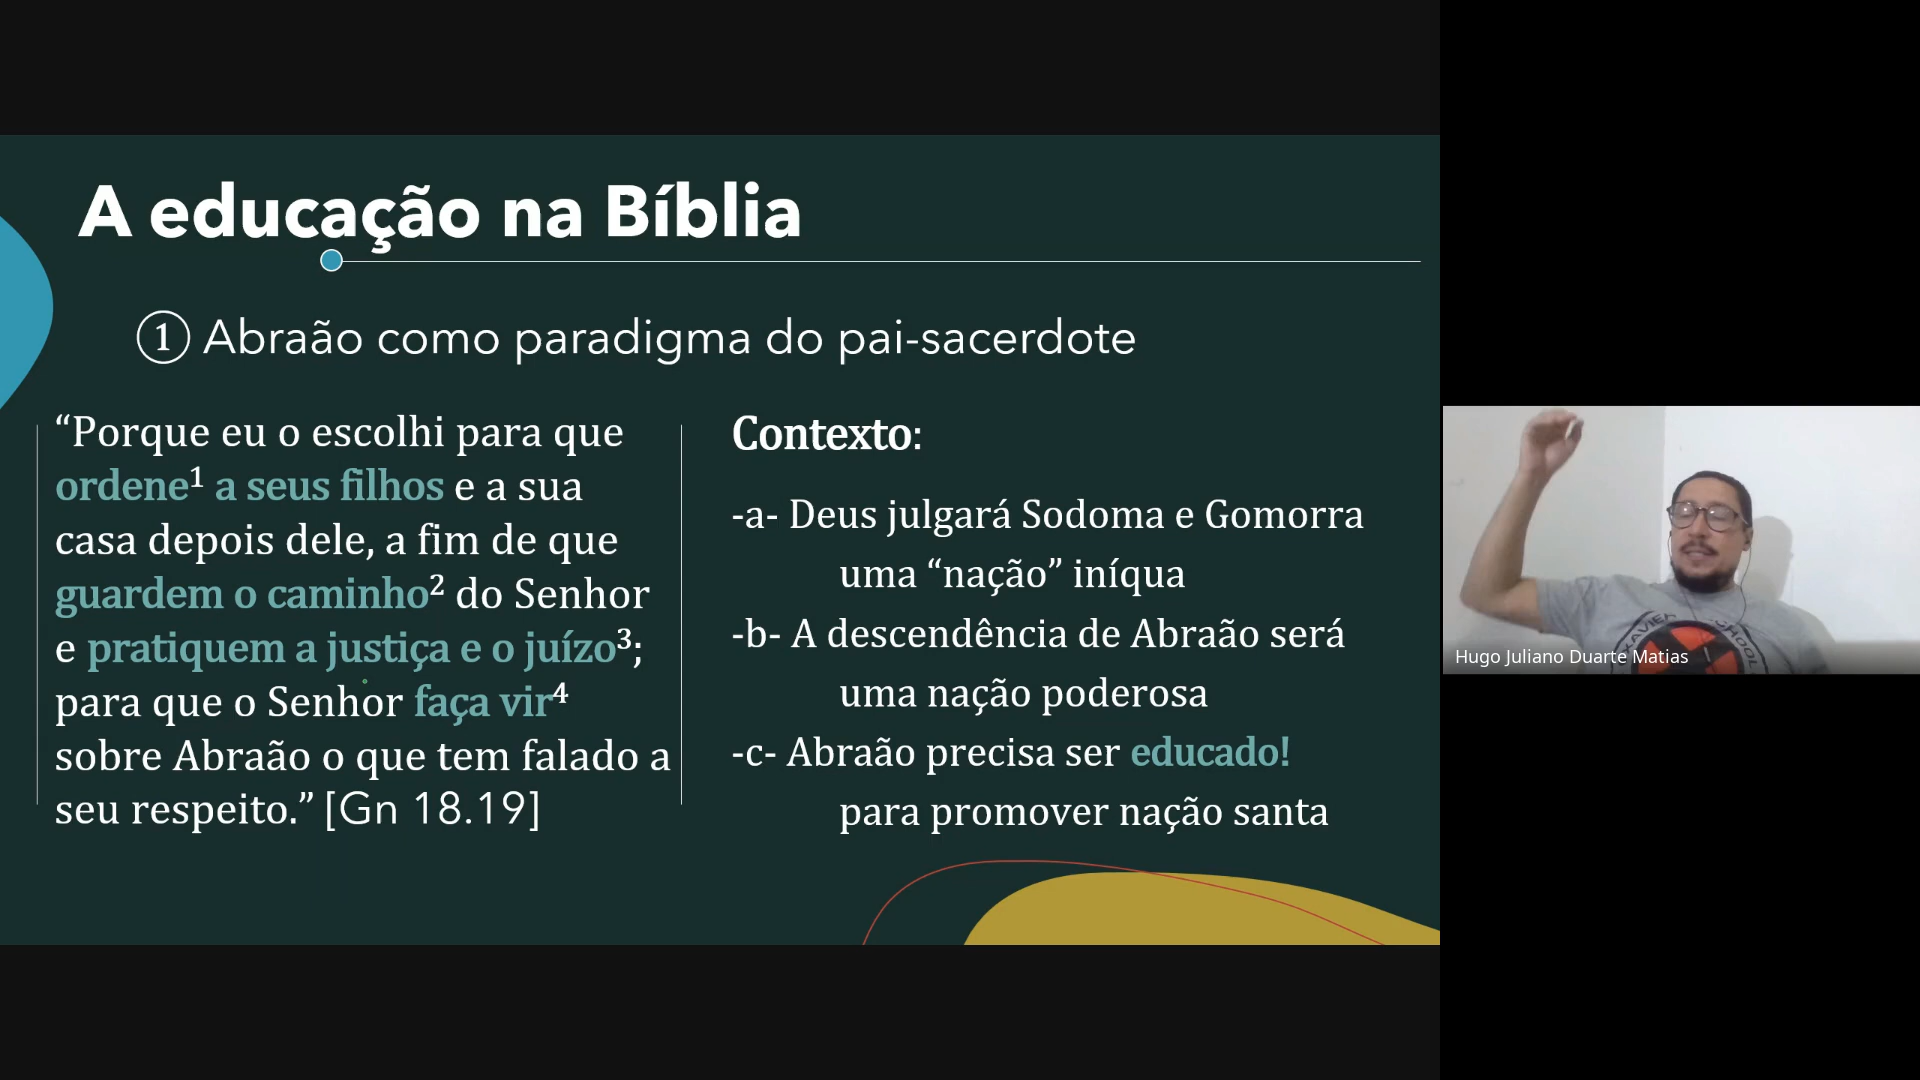 A educação na Bíblia
① Abraão como paradigma do pai-sacerdote
“Porque eu o escolhi para que
ordene¹ a seus filhos e a sua
casa depois dele, a fim de que
guardem o caminho² do Senhor
e pratiquem a justiça e o juízo³;
para que o Senhor faça vir⁴
sobre Abraão o que tem falado a
seu respeito.” [Gn 18.19]
Contexto:
-a- Deus julgará Sodoma e Gomorra
uma “nação” iníqua
-b- A descendência de Abraão será
uma nação poderosa
-c- Abraão precisa ser educado!
para promover nação santa
XAVIER
Hugo Juliano Duarte Matias